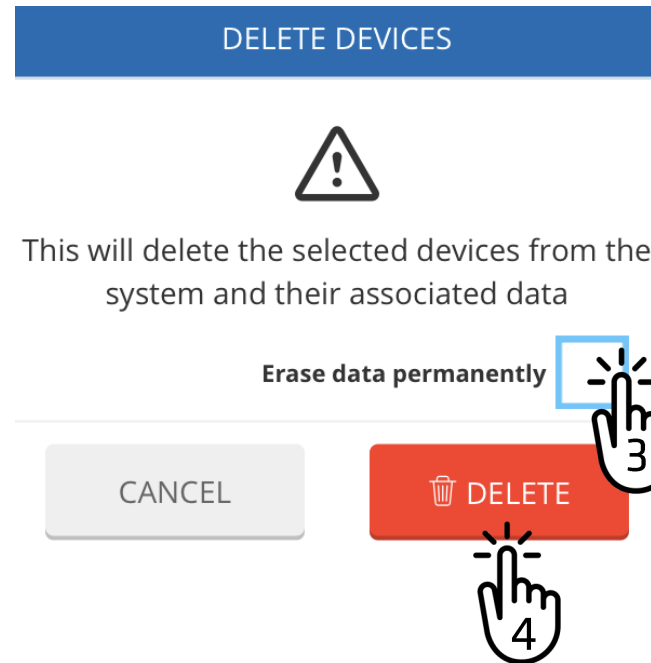 DELETE DEVICES
This will delete the selected devices from the
system and their associated data
Erase data permanently
3
CANCEL
DELETE
4